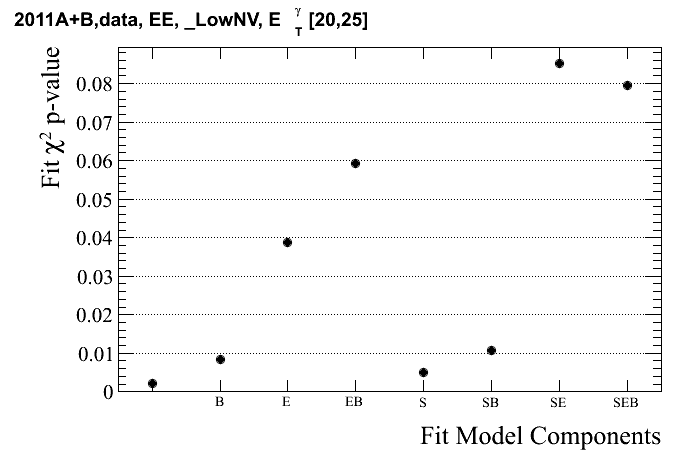 2011A+B,data, EE, _LowNV, E γ T [20,25]
Fit χ² p-value
0.08
0.07
0.06
0.05
0.04
0.03
0.02
0.01
0
B E EB S SB SE SEB
Fit Model Components